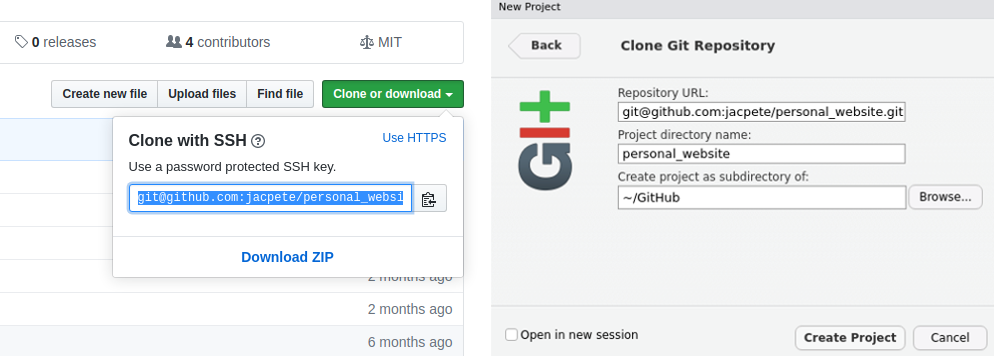 0 releases
4 contributors
MIT
Create new file
Upload files
Find file
Clone or download
Clone with SSH
Use HTTPS
Use a password protected SSH key.
git@github.com:jacpete/personal_websi
Download ZIP
2 months ago
2 months ago
6 months ago
New Project
Back
Clone Git Repository
GIT
Repository URL:
git@github.com:jacpete/personal_website.git
Project directory name:
personal_website
Create project as subdirectory of:
~/GitHub
Browse...
Open in new session
Create Project
Cancel